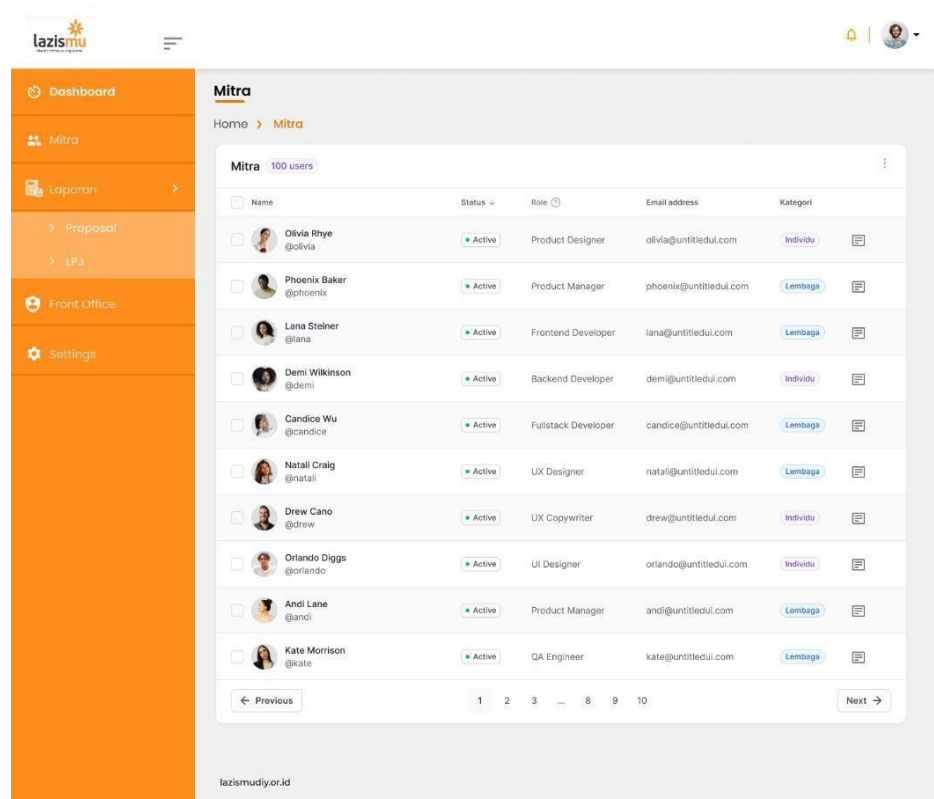 lazismu
Dashboard
Mitra
Laporan
Proposal
LPJ
Front Office
Settings
Mitra
Home > Mitra
Mitra 100 users
Name Status ↓ Role Email address Kategori
Olivia Rhye
@olivia
Active Product Designer olivia@untitledui.com Individu
Phoenix Baker
@phoenix
Active Product Manager phoenix@untitledui.com Lembaga
Lana Steiner
@lana
Active Frontend Developer lana@untitledui.com Lembaga
Demi Wilkinson
@demi
Active Backend Developer demi@untitledui.com Individu
Candice Wu
@candice
Active Fullstack Developer candice@untitledui.com Lembaga
Natali Craig
@natali
Active UX Designer natali@untitledui.com Lembaga
Drew Cano
@drew
Active UX Copywriter drew@untitledui.com Individu
Orlando Diggs
@orlando
Active UI Designer orlando@untitledui.com Individu
Andi Lane
@andi
Active Product Manager andi@untitledui.com Lembaga
Kate Morrison
@kate
Active QA Engineer kate@untitledui.com Lembaga
← Previous 1 2 3 ... 8 9 10 Next →
lazismudiy.or.id